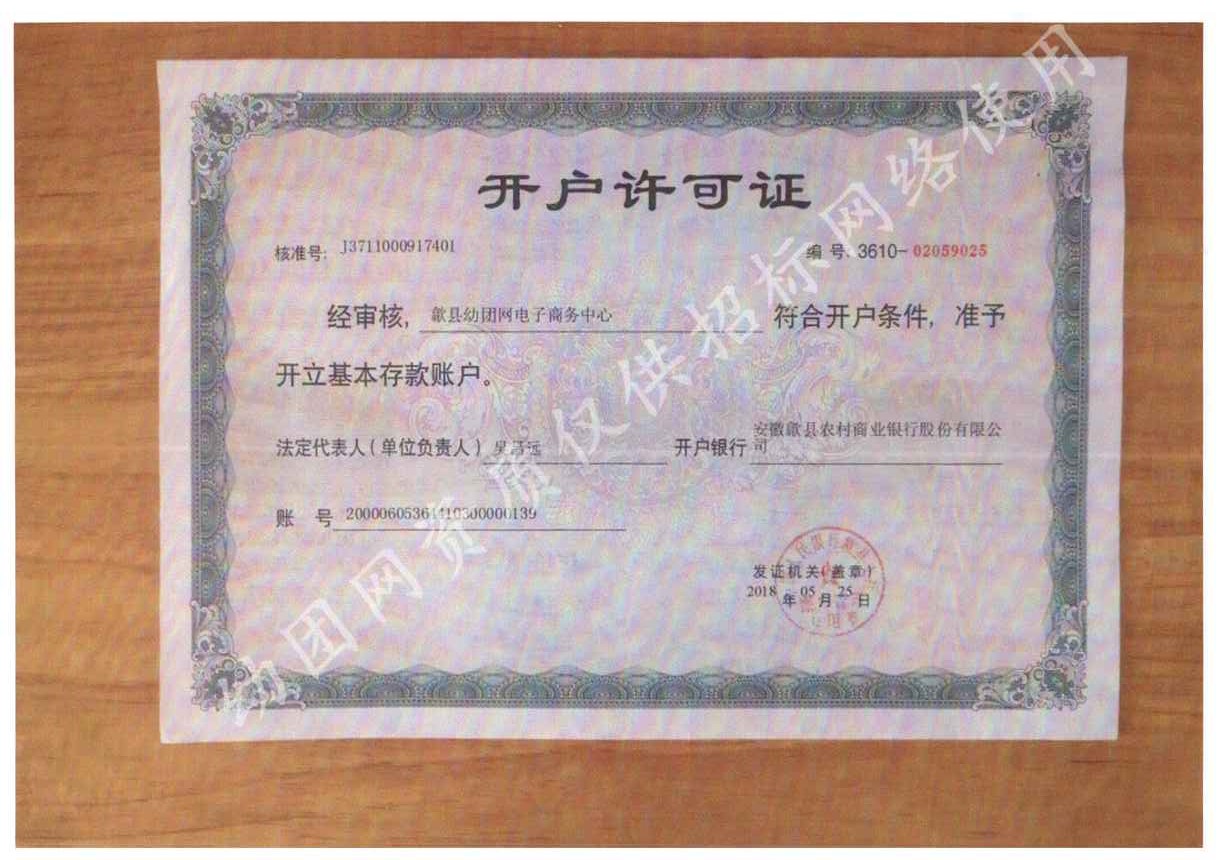 开户许可证
核准号: J3711000917401 编号: 3610-02059025
经审核, 歙县幼团网电子商务中心 符合开户条件, 准予
开立基本存款账户。
法定代表人(单位负责人) 吴昌远 开户银行 安徽歙县农村商业银行股份有限公
司
账 号 20000605364410300000139
发证机关(盖章)
2018 年 05 月 25 日
幼团网资质仅供招标网络使用